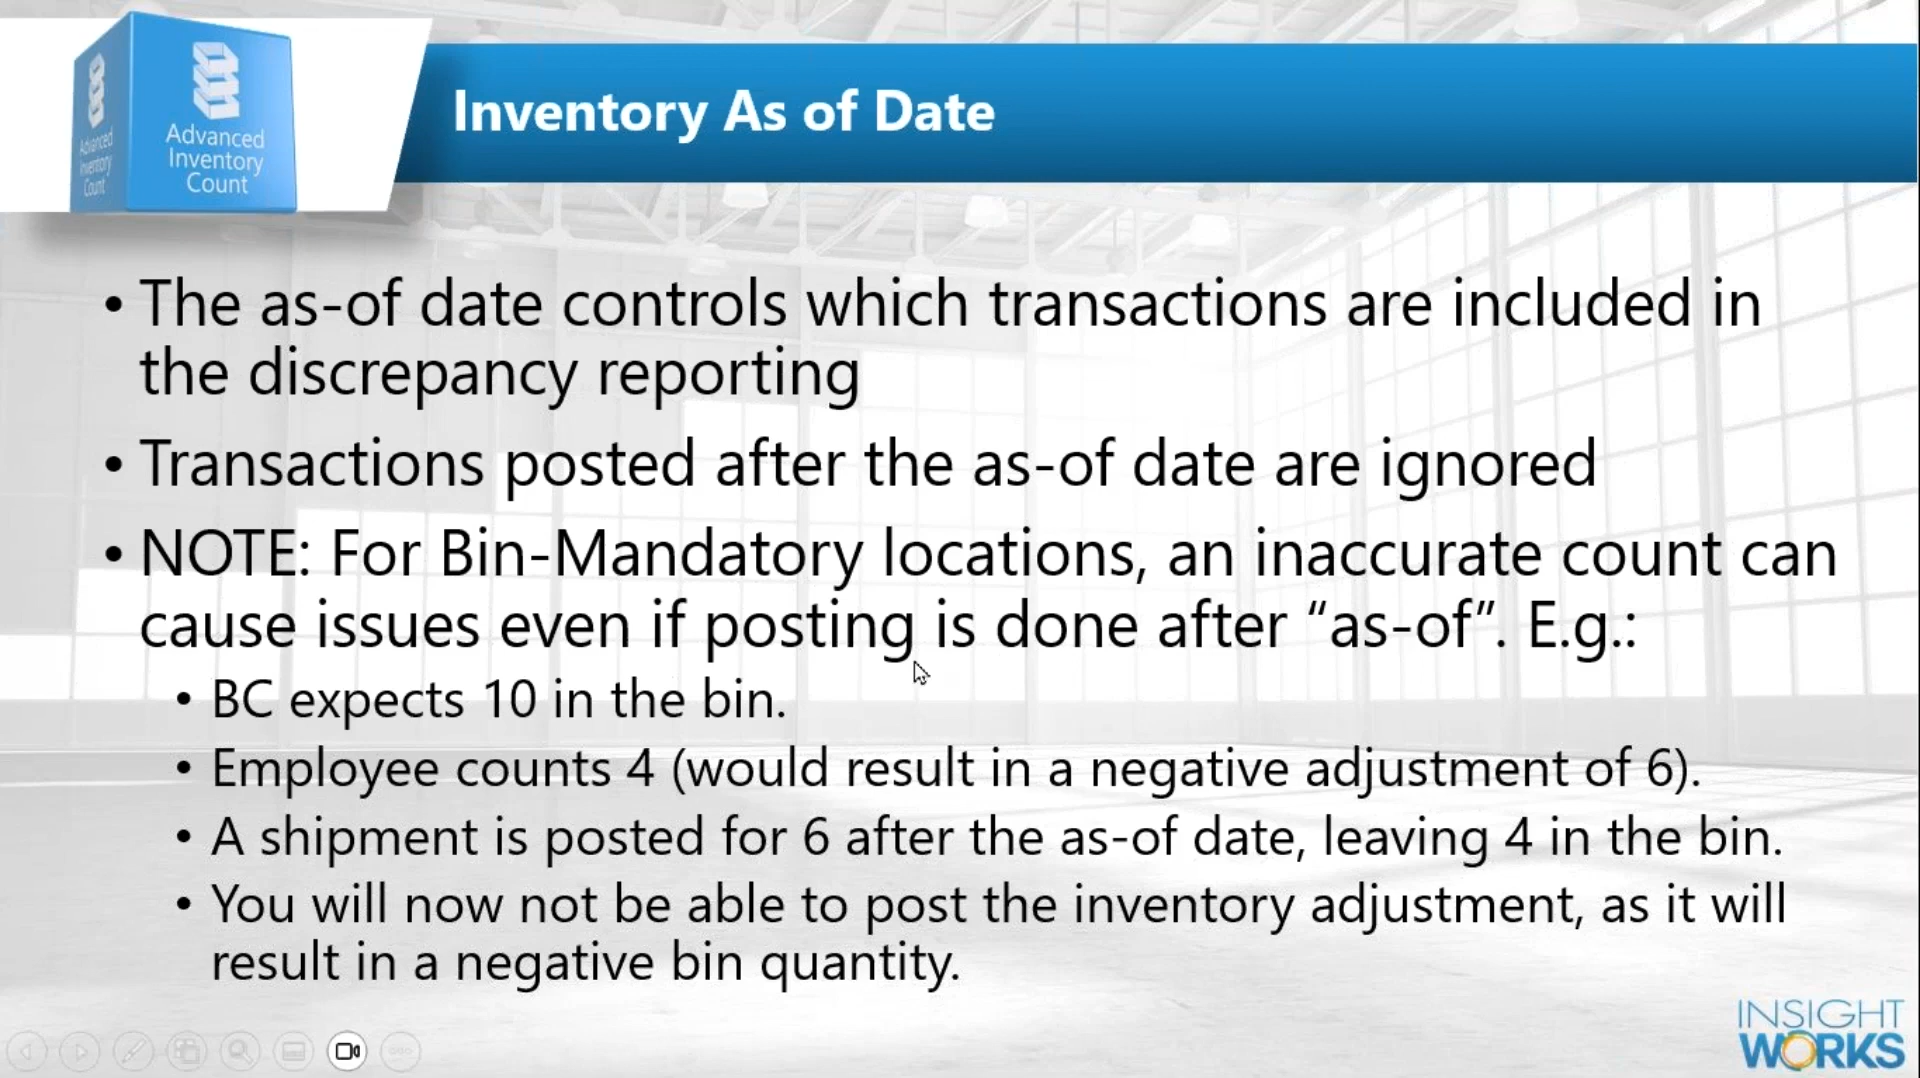 Advanced
Inventory
Count
Advanced
Inventory
Count
Inventory As of Date
• The as-of date controls which transactions are included in
the discrepancy reporting
• Transactions posted after the as-of date are ignored
• NOTE: For Bin-Mandatory locations, an inaccurate count can
cause issues even if posting is done after “as-of”. E.g.:
• BC expects 10 in the bin.
• Employee counts 4 (would result in a negative adjustment of 6).
• A shipment is posted for 6 after the as-of date, leaving 4 in the bin.
• You will now not be able to post the inventory adjustment, as it will
result in a negative bin quantity.
INSIGHT
WORKS